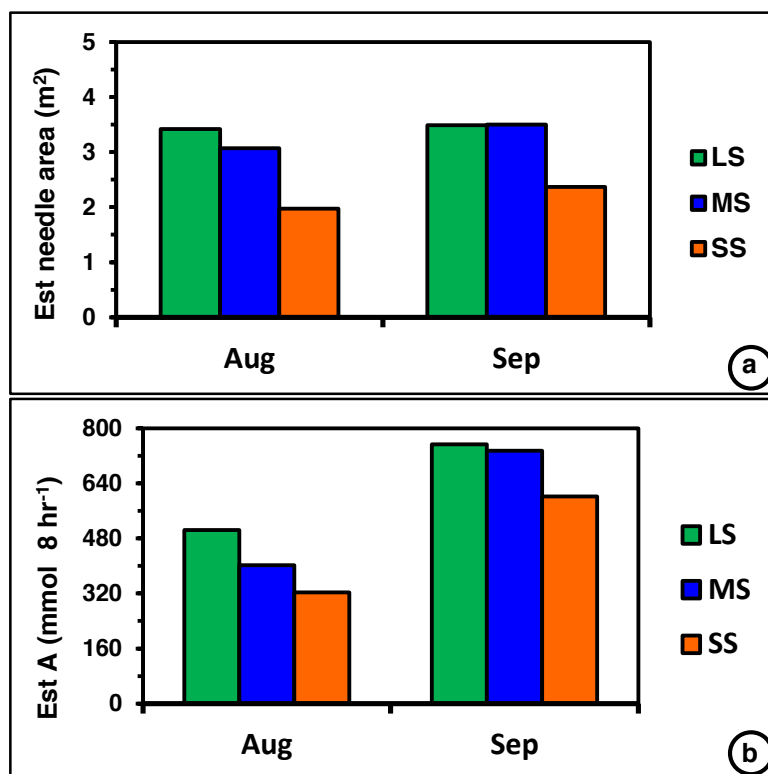 Est needle area (m²)
5
4
3
2
1
0
Aug Sep
LS
MS
SS
a
Est A (mmol 8 hr⁻¹)
800
640
480
320
160
0
Aug Sep
LS
MS
SS
b